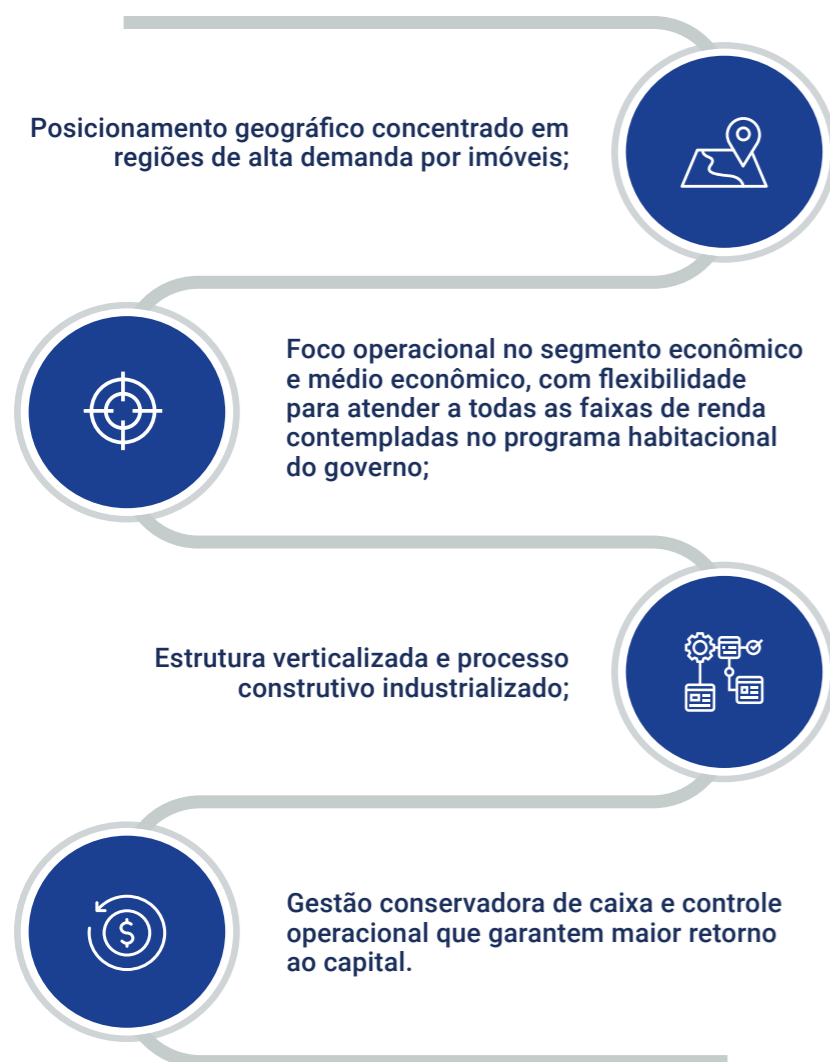 Posicionamento geográfico concentrado em
regiões de alta demanda por imóveis;
Foco operacional no segmento econômico
e médio econômico, com flexibilidade
para atender a todas as faixas de renda
contempladas no programa habitacional
do governo;
Estrutura verticalizada e processo
construtivo industrializado;
Gestão conservadora de caixa e controle
operacional que garantem maior retorno
ao capital.
$